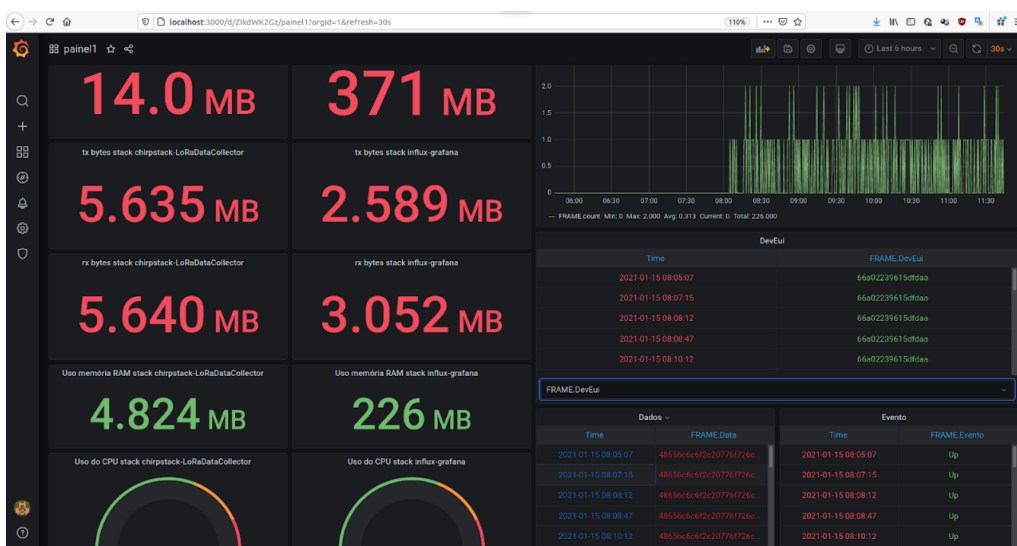 localhost:3000/d/ZikdWK2Gz/painel1?orgId=1&refresh=30s
110%
painel1
Last 6 hours
30s
14.0 MB
371 MB
tx bytes stack chirpstack-LoRaDataCollector
5.635 MB
tx bytes stack influx-grafana
2.589 MB
rx bytes stack chirpstack-LoRaDataCollector
5.640 MB
rx bytes stack influx-grafana
3.052 MB
Uso memória RAM stack chirpstack-LoRaDataCollector
4.824 MB
Uso memória RAM stack influx-grafana
226 MB
Uso do CPU stack chirpstack-LoRaDataCollector
Uso do CPU stack influx-grafana
2.0
1.5
1.0
0.5
0
06:00 06:30 07:00 07:30 08:00 08:30 09:00 09:30 10:00 10:30 11:00 11:30
FRAME.count Min: 0 Max: 2.000 Avg: 0.313 Current: 0 Total: 226.000
DevEui
Time FRAME.DevEui
2021-01-15 08:05:07 66a02239615dfdaa
2021-01-15 08:07:15 66a02239615dfdaa
2021-01-15 08:08:12 66a02239615dfdaa
2021-01-15 08:08:47 66a02239615dfdaa
2021-01-15 08:10:12 66a02239615dfdaa
FRAME.DevEui
Dados
Time FRAME.Data
2021-01-15 08:05:07 48656c6c6f2c20776f726c...
2021-01-15 08:07:15 48656c6c6f2c20776f726c...
2021-01-15 08:08:12 48656c6c6f2c20776f726c...
2021-01-15 08:08:47 48656c6c6f2c20776f726c...
2021-01-15 08:10:12 48656c6c6f2c20776f726c...
Evento
Time FRAME.Evento
2021-01-15 08:05:07 Up
2021-01-15 08:07:15 Up
2021-01-15 08:08:12 Up
2021-01-15 08:08:47 Up
2021-01-15 08:10:12 Up